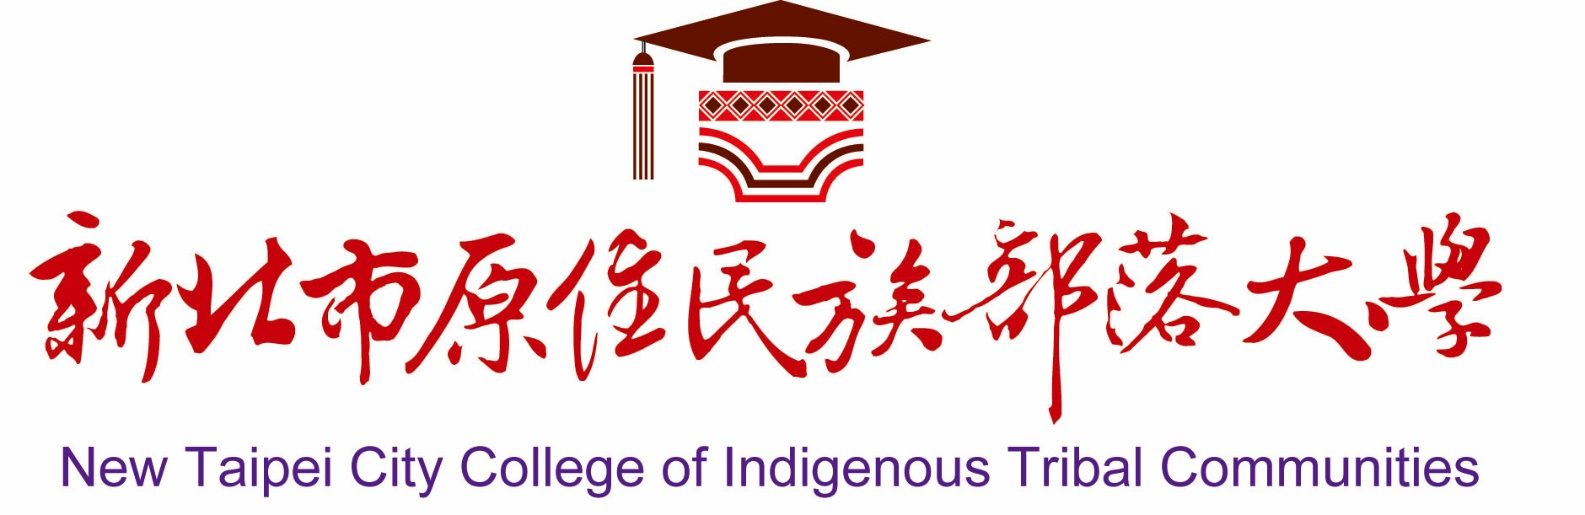 新北市原住民族部落大學
New Taipei City College of Indigenous Tribal Communities